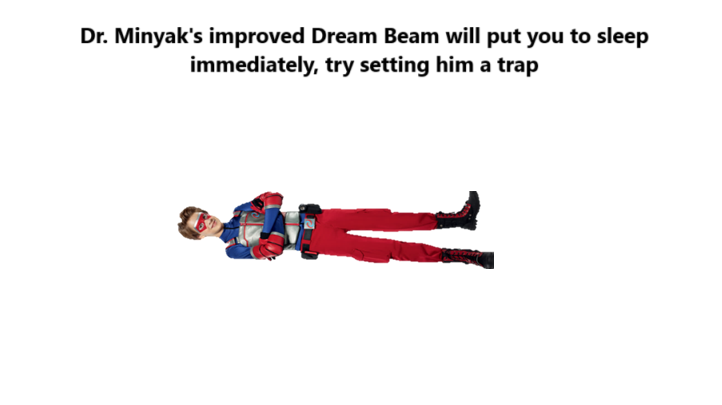 Dr. Minyak's improved Dream Beam will put you to sleep
immediately, try setting him a trap